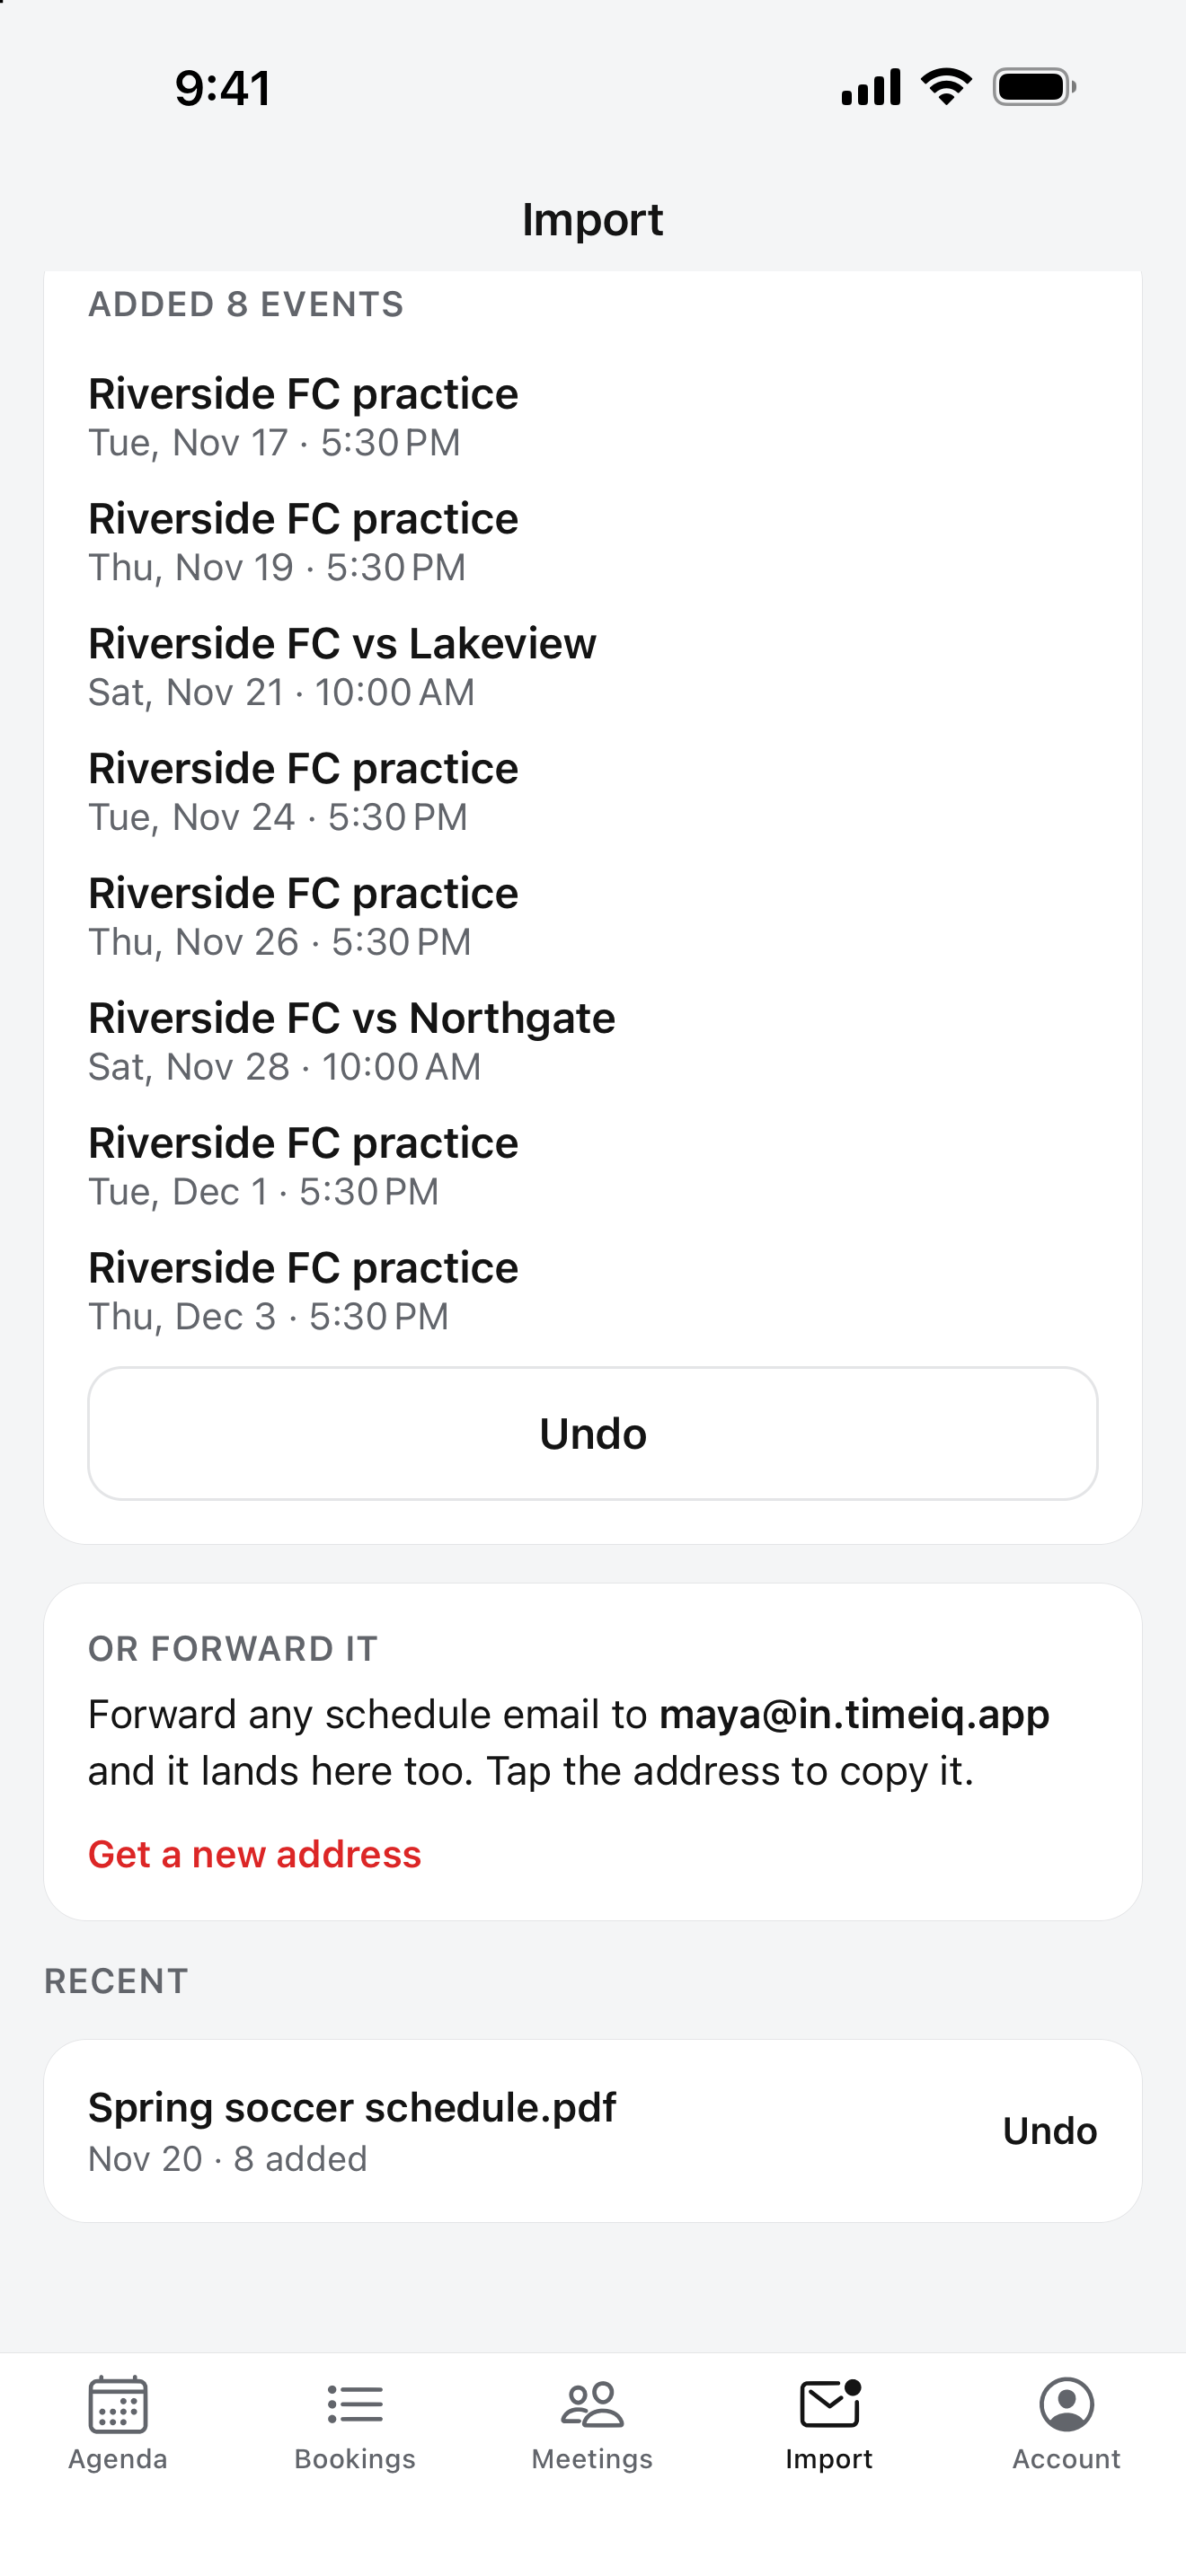 9:41
Import
ADDED 8 EVENTS
Riverside FC practice
Tue, Nov 17 · 5:30 PM
Riverside FC practice
Thu, Nov 19 · 5:30 PM
Riverside FC vs Lakeview
Sat, Nov 21 · 10:00 AM
Riverside FC practice
Tue, Nov 24 · 5:30 PM
Riverside FC practice
Thu, Nov 26 · 5:30 PM
Riverside FC vs Northgate
Sat, Nov 28 · 10:00 AM
Riverside FC practice
Tue, Dec 1 · 5:30 PM
Riverside FC practice
Thu, Dec 3 · 5:30 PM
Undo
OR FORWARD IT
Forward any schedule email to maya@in.timeiq.app
and it lands here too. Tap the address to copy it.
Get a new address
RECENT
Spring soccer schedule.pdf
Nov 20 · 8 added
Undo
Agenda
Bookings
Meetings
Import
Account